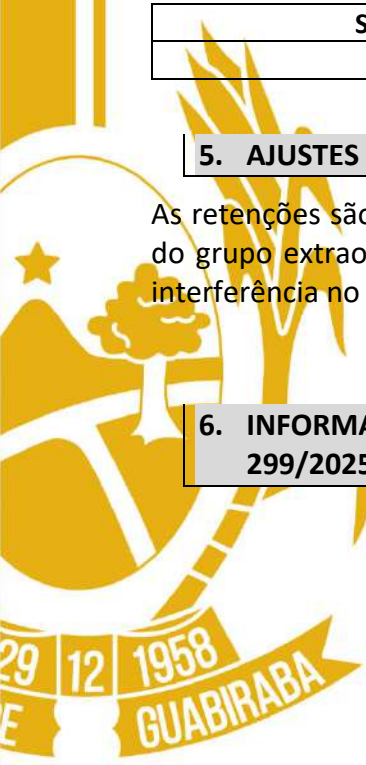 S
5. AJUSTES
As retenções são
do grupo extrao
interferência no
6. INFORMA
299/2025
29 12 1958
E GUABIRABA